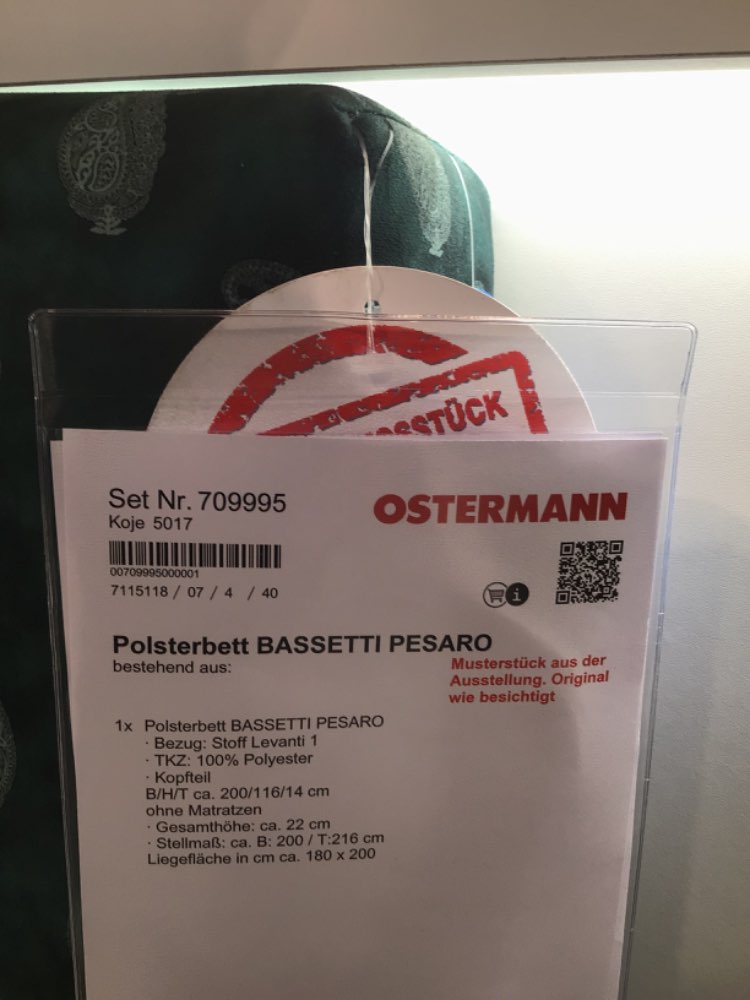 Set Nr. 709995
Koje 5017
OSTERMANN
00709995000001
7115118 / 07 / 4 / 40
Polsterbett BASSETTI PESARO
bestehend aus:
Musterstück aus der
Ausstellung. Original
wie besichtigt
1x Polsterbett BASSETTI PESARO
· Bezug: Stoff Levanti 1
· TKZ: 100% Polyester
· Kopfteil
B/H/T ca. 200/116/14 cm
ohne Matratzen
· Gesamthöhe: ca. 22 cm
· Stellmaß: ca. B: 200 / T:216 cm
Liegefläche in cm ca. 180 x 200